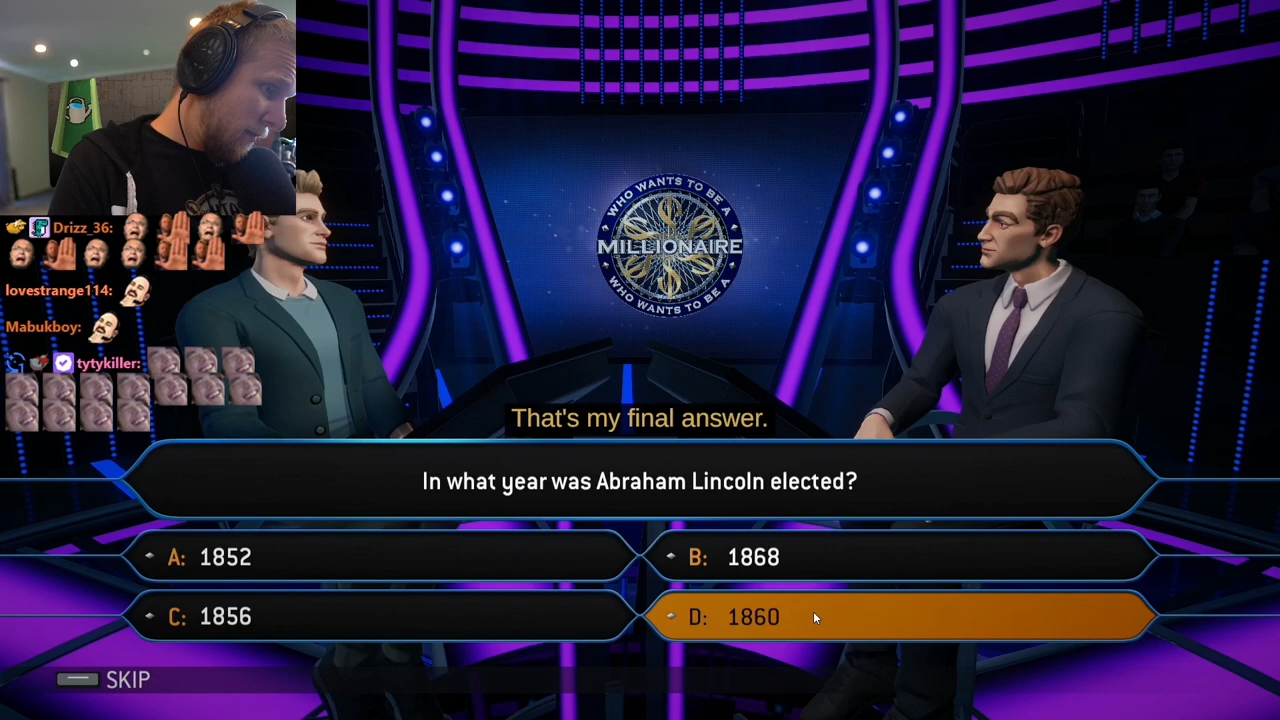 WHO WANTS TO BE A
MILLIONAIRE
WHO WANTS TO BE A
Drizz_36:
lovestrange114:
Mabukboy:
tytykiller:
That's my final answer.
In what year was Abraham Lincoln elected?
A: 1852
B: 1868
C: 1856
D: 1860
SKIP